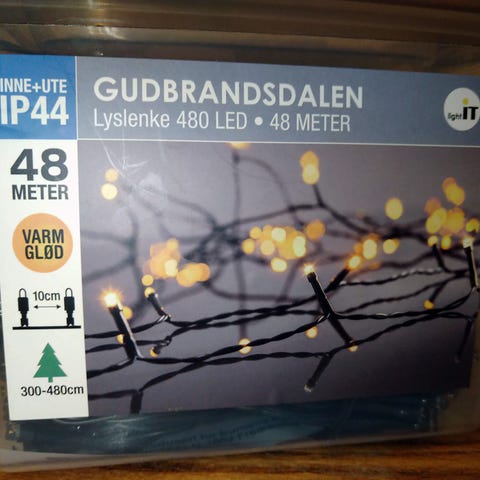 INNE+UTE
IP44
GUDBRANDSDALEN
Lyslenke 480 LED • 48 METER
light IT
48
METER
VARM
GLØD
10cm
300-480cm